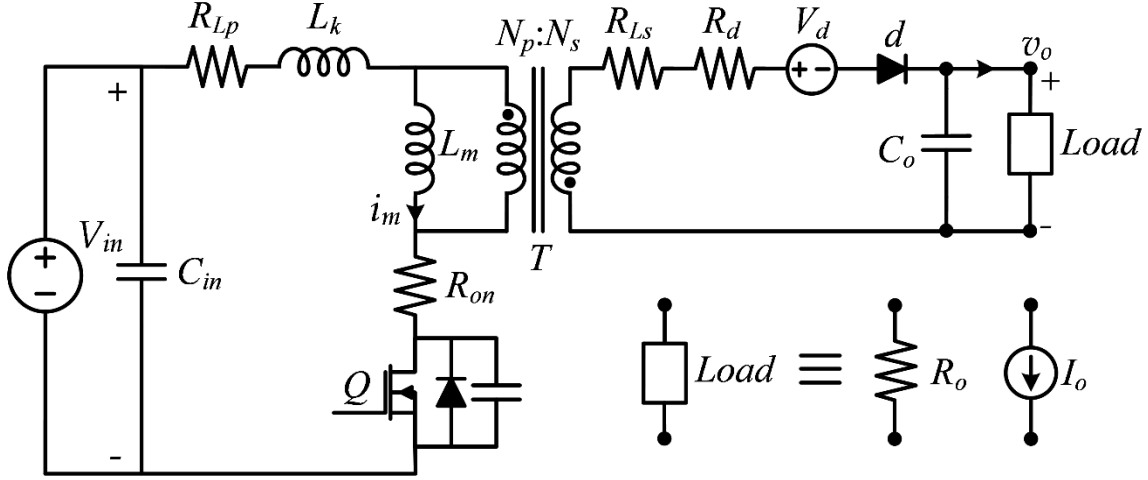 R_Lp
L_k
N_p:N_s
R_Ls
R_d
V_d
d
v_o
+
+
+ -
L_m
C_o
Load
i_m
T
-
V_in
+
-
C_in
R_on
Q
Load
≡
R_o
I_o
-